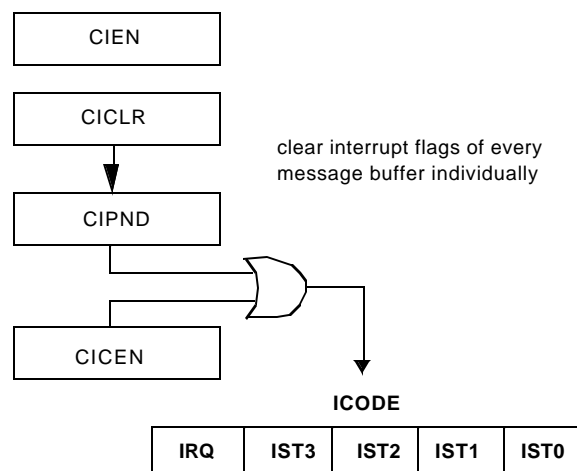 CIEN
CICLR
clear interrupt flags of every
message buffer individually
CIPND
CICEN
ICODE
IRQ IST3 IST2 IST1 IST0